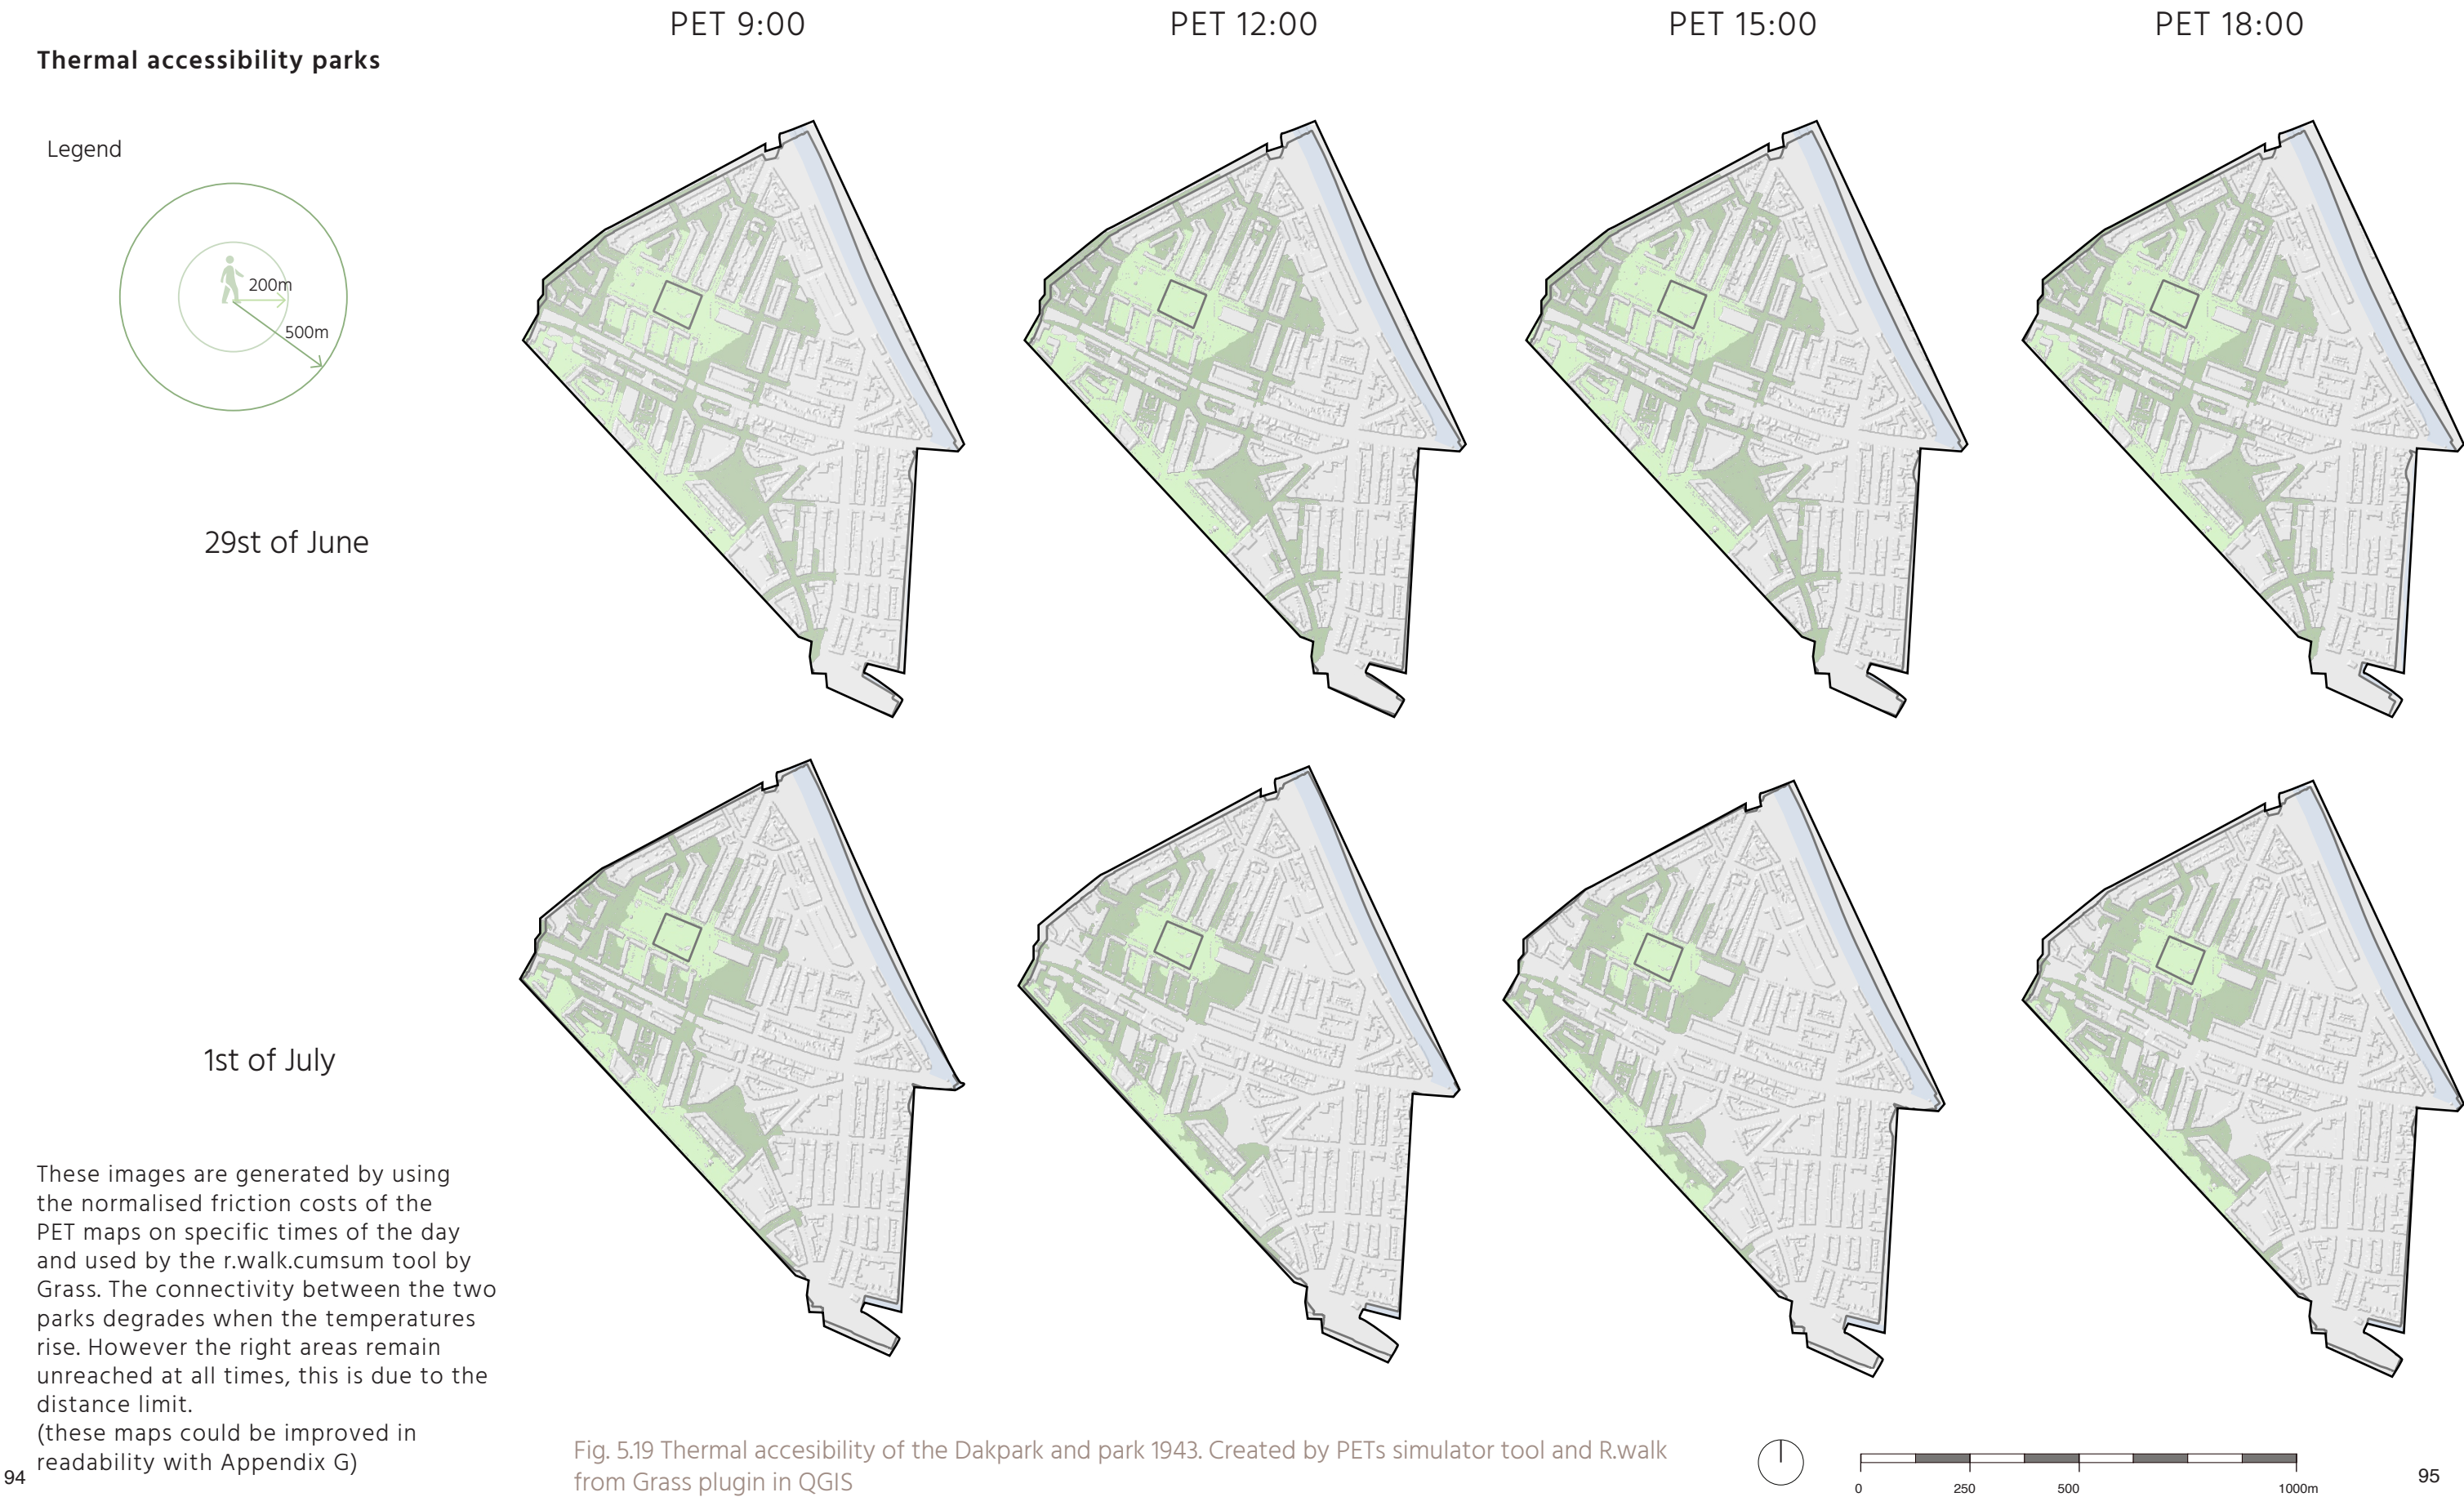 PET 9:00
PET 12:00
PET 15:00
PET 18:00
Thermal accessibility parks
Legend
200m
500m
29st of June
1st of July
These images are generated by using
the normalised friction costs of the
PET maps on specific times of the day
and used by the r.walk.cumsum tool by
Grass. The connectivity between the two
parks degrades when the temperatures
rise. However the right areas remain
unreached at all times, this is due to the
distance limit.
(these maps could be improved in
readability with Appendix G)
94
Fig. 5.19 Thermal accesibility of the Dakpark and park 1943. Created by PETs simulator tool and R.walk
from Grass plugin in QGIS
0
250
500
1000m
95